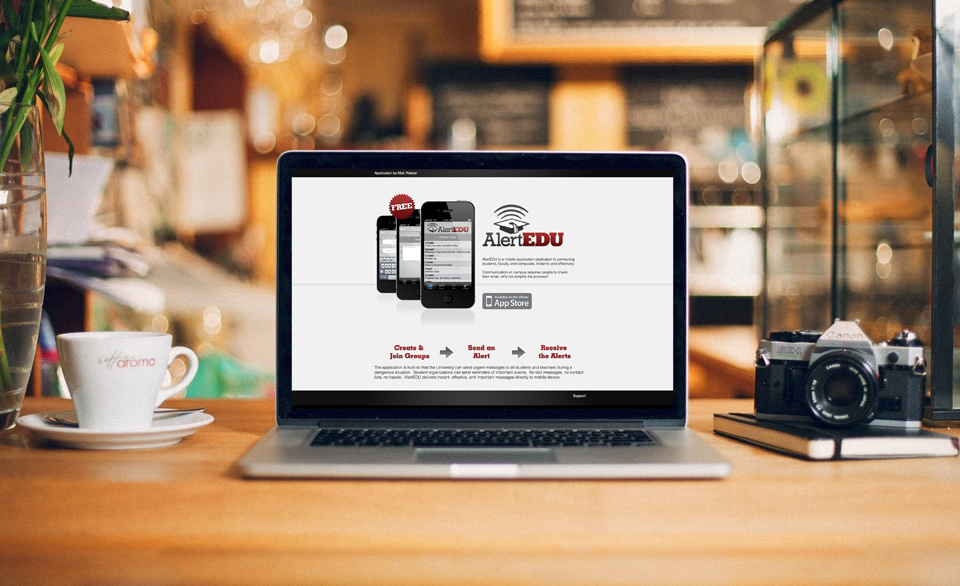 Application by Matt Weaver
FREE
AlertEDU
AlertEDU
AlertEDU is a mobile application dedicated to connecting
students, faculty, and campuses, instantly and effectively
Communication on campus requires people to check
their email, why not simplify the process?
Available on the iPhone
App Store
Create &
Join Groups
Send an
Alert
Receive
the Alerts
The application is built so that the University can send urgent messages to all students and teachers during a
dangerous situation. Student organizations can send reminders of important events. No text messages, no contact
lists, no hassle. AlertEDU delivers instant, effective, and important messages directly to mobile device
Support
aroma
Canon